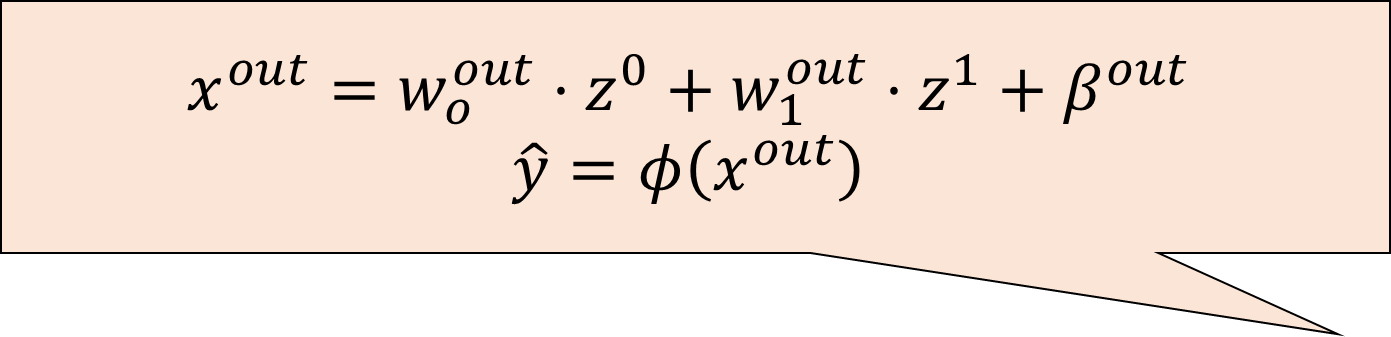 x^{out} = w_o^{out} · z^0 + w_1^{out} · z^1 + β^{out}
ŷ = ϕ(x^{out})